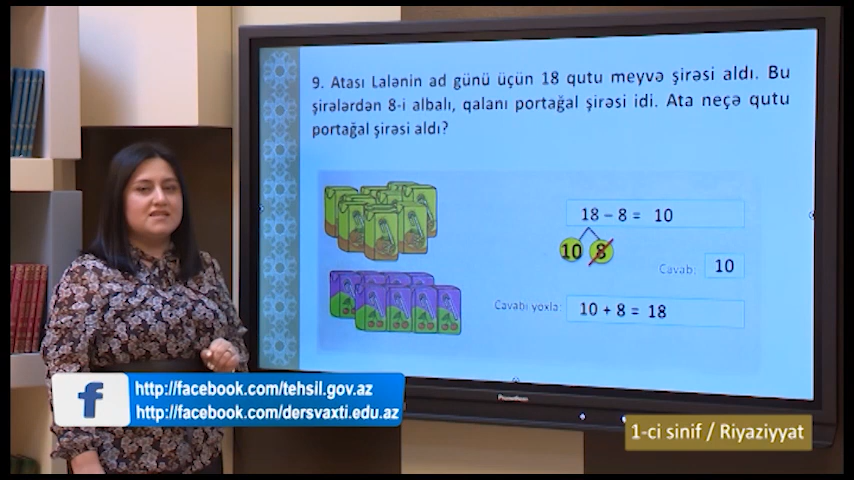 9. Atası Lalənin ad günü üçün 18 qutu meyvə şirəsi aldı. Bu
şirələrdən 8-i albalı, qalanı portağal şirəsi idi. Ata neçə qutu
portağal şirəsi aldı?
18 – 8 = 10
10 8
Cavab: 10
Cavabı yoxla: 10 + 8 = 18
http://facebook.com/tehsil.gov.az
http://facebook.com/dersvaxti.edu.az
Promethean
1-ci sinif / Riyaziyyat